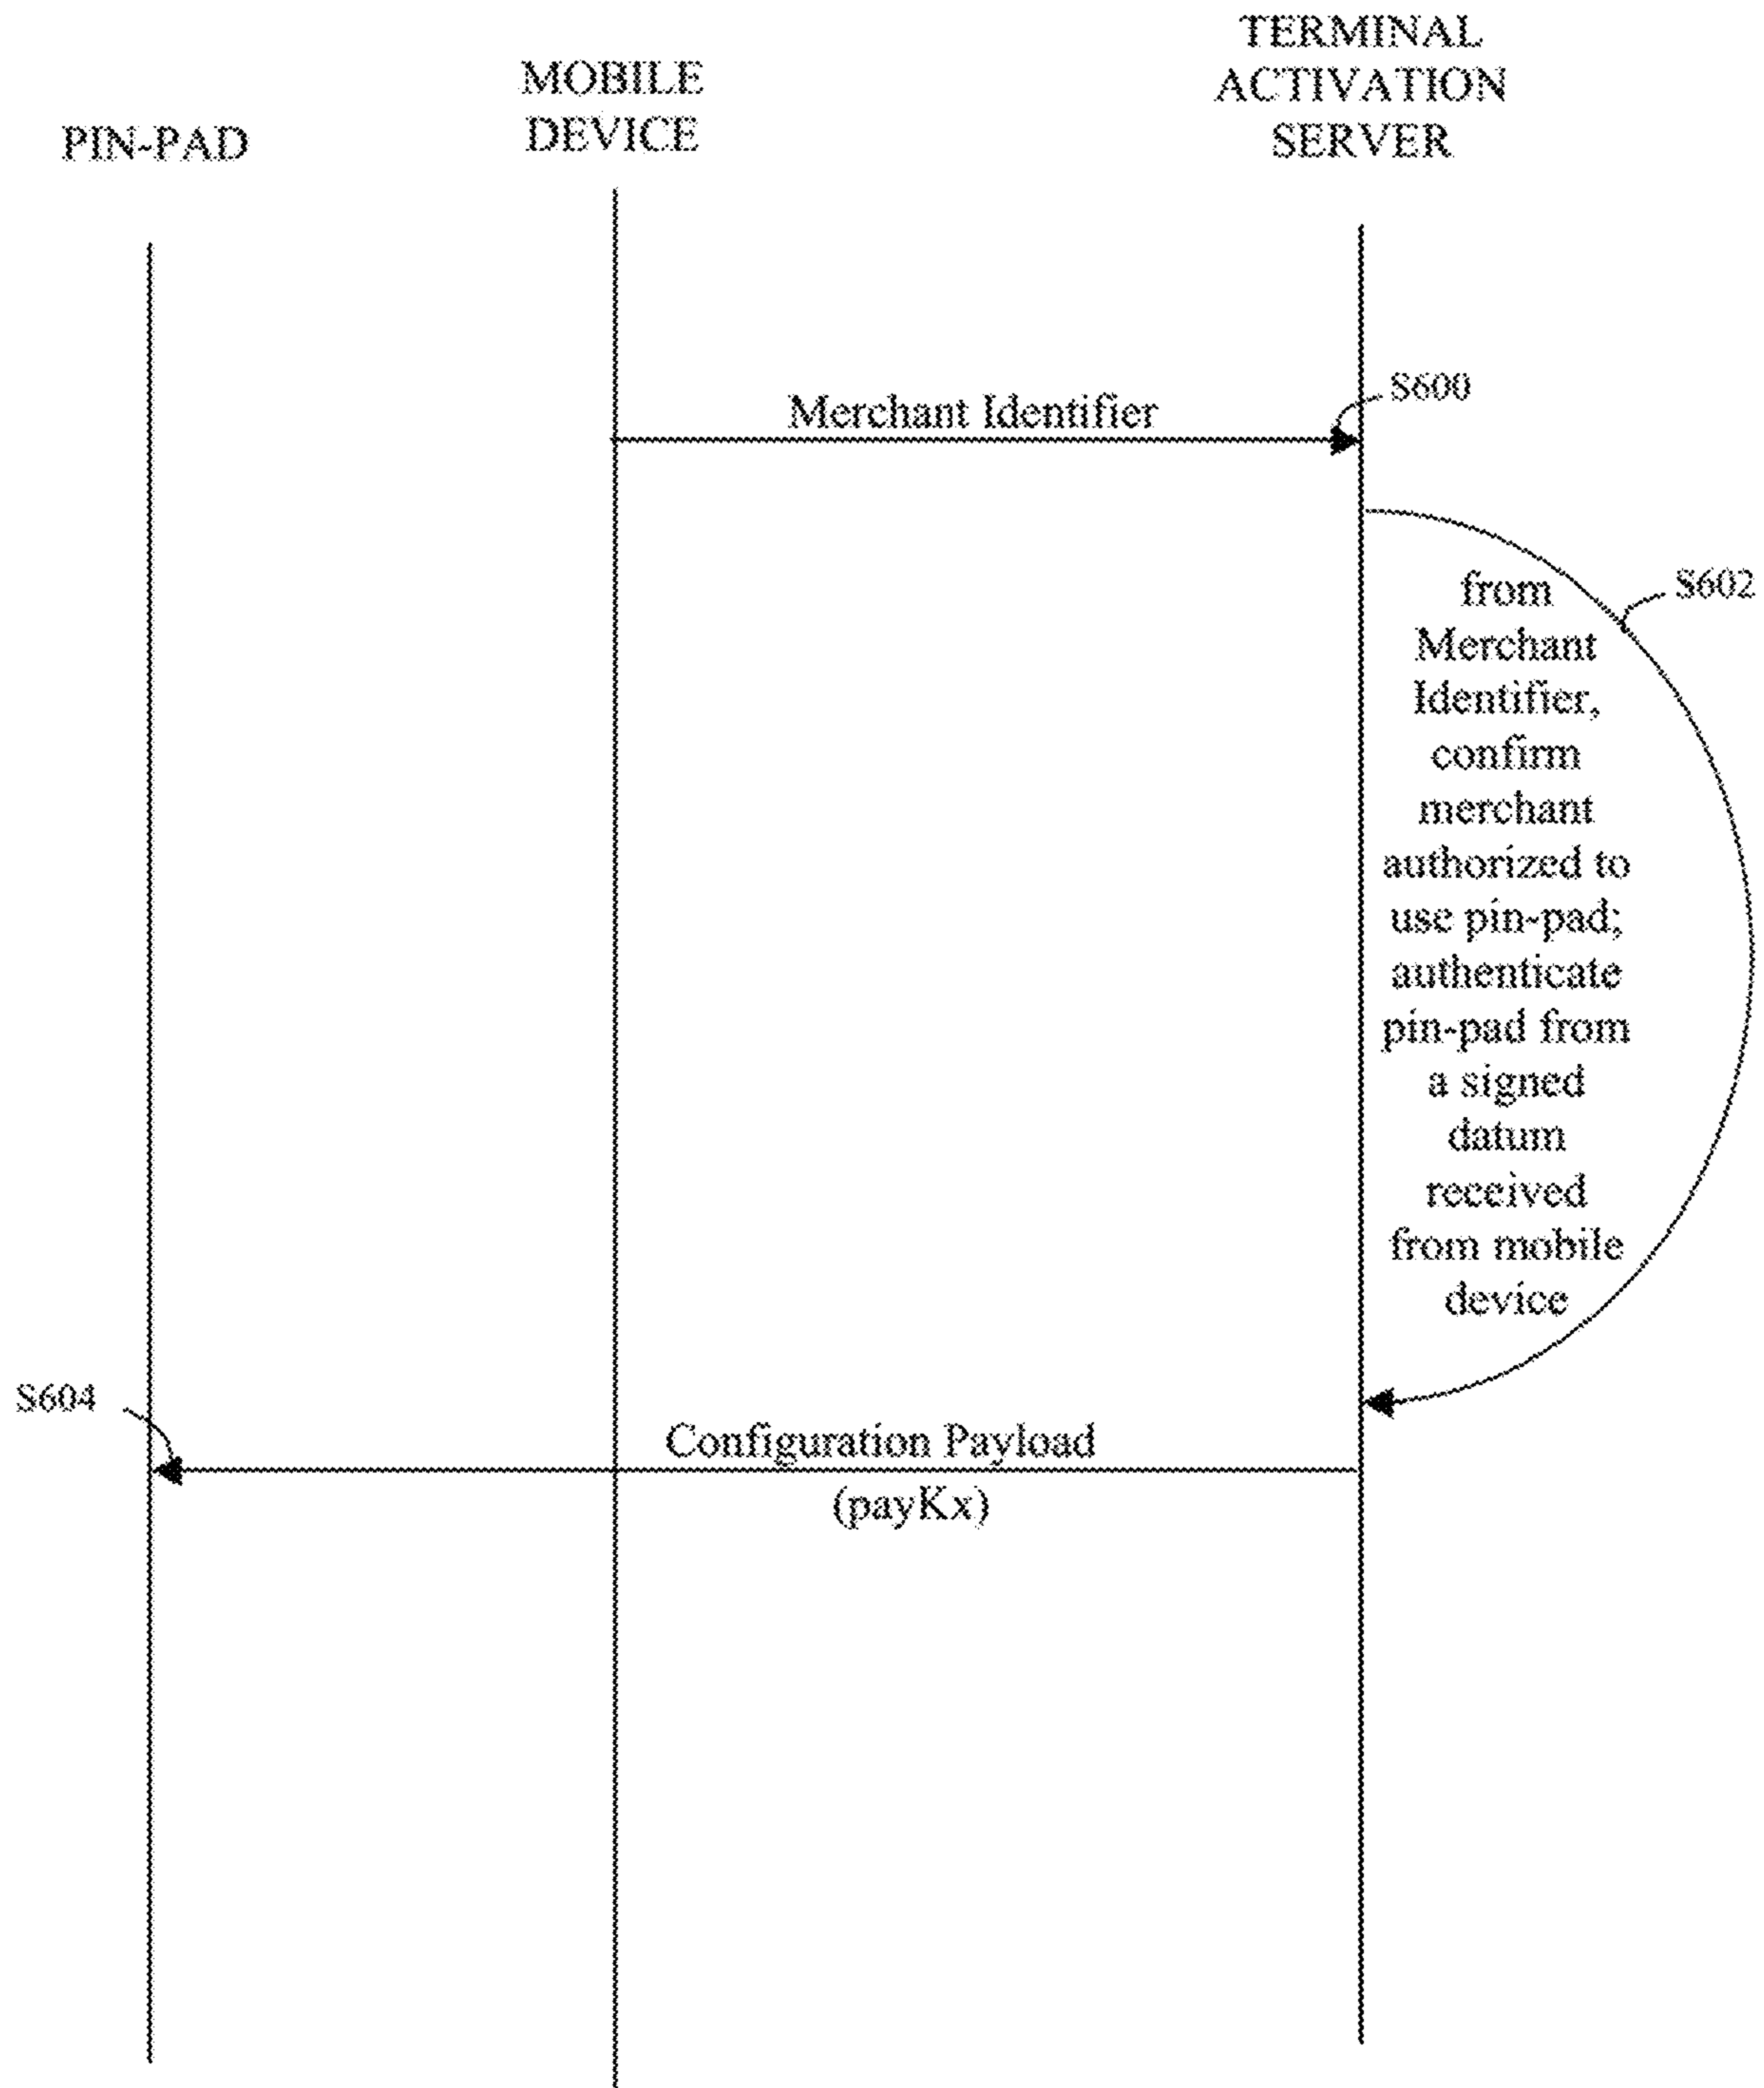 PIN-PAD
MOBILE
DEVICE
TERMINAL
ACTIVATION
SERVER
Merchant Identifier
S600
from
Merchant
Identifier,
confirm
merchant
authorized to
use pin-pad;
authenticate
pin-pad from
a signed
datum
received
from mobile
device
S602
S604
Configuration Payload
(payKx)